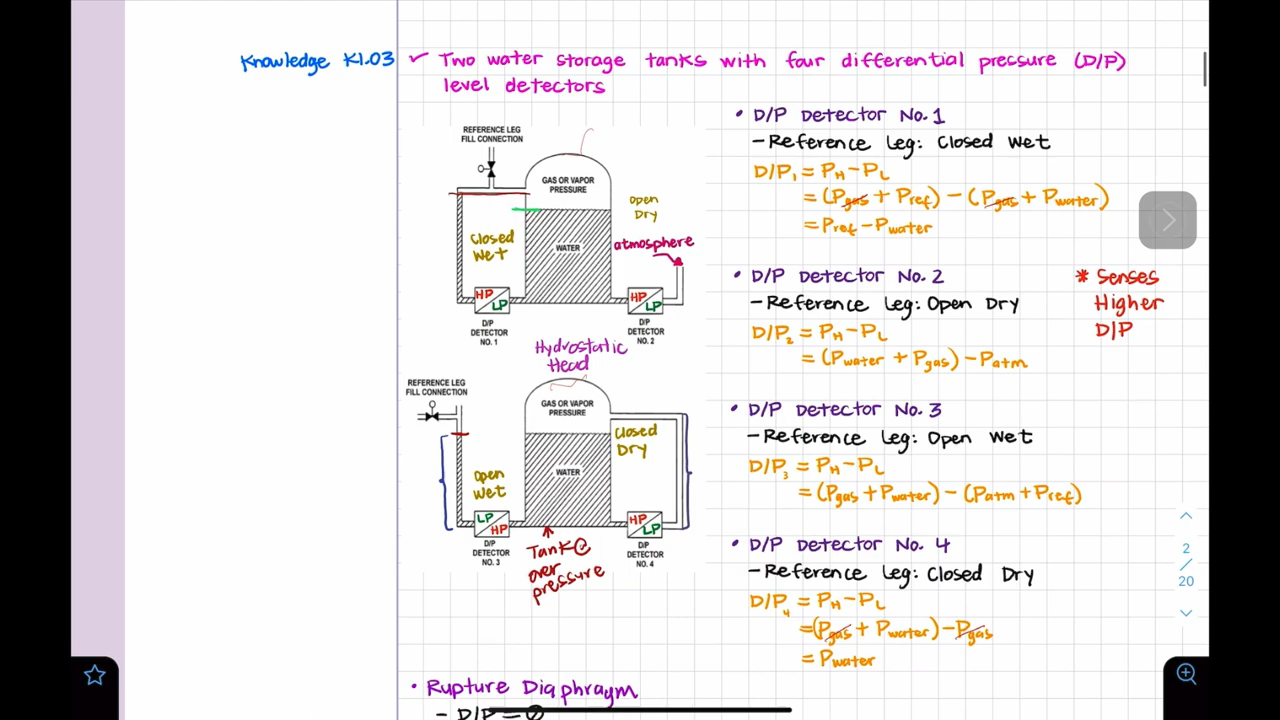 Knowledge K1.03
✓ Two water storage tanks with four differential pressure (D/P)
level detectors
REFERENCE LEG
FILL CONNECTION
GAS OR VAPOR
PRESSURE
WATER
Closed
Wet
Open
Dry
atmosphere
HP
LP
HP
LP
D/P
DETECTOR
NO. 1
D/P
DETECTOR
NO. 2
Hydrostatic
Head
REFERENCE LEG
FILL CONNECTION
GAS OR VAPOR
PRESSURE
WATER
Open
Wet
Closed
Dry
LP
HP
HP
LP
D/P
DETECTOR
NO. 3
D/P
DETECTOR
NO. 4
Tank @
over
pressure
• D/P Detector No. 1
- Reference Leg: Closed Wet
D/P₁ = PH - PL
= (Pgas + Pref) - (Pgas + Pwater)
= Pref - Pwater
• D/P Detector No. 2
- Reference Leg: Open Dry
D/P₂ = PH - PL
= (Pwater + Pgas) - Patm
* Senses
Higher
D/P
• D/P Detector No. 3
- Reference Leg: Open Wet
D/P₃ = PH - PL
= (Pgas + Pwater) - (Patm + Pref)
• D/P Detector No. 4
- Reference Leg: Closed Dry
D/P₄ = PH - PL
= (Pgas + Pwater) - Pgas
= Pwater
2
/
20
• Rupture Diaphragm
- D/P = 0